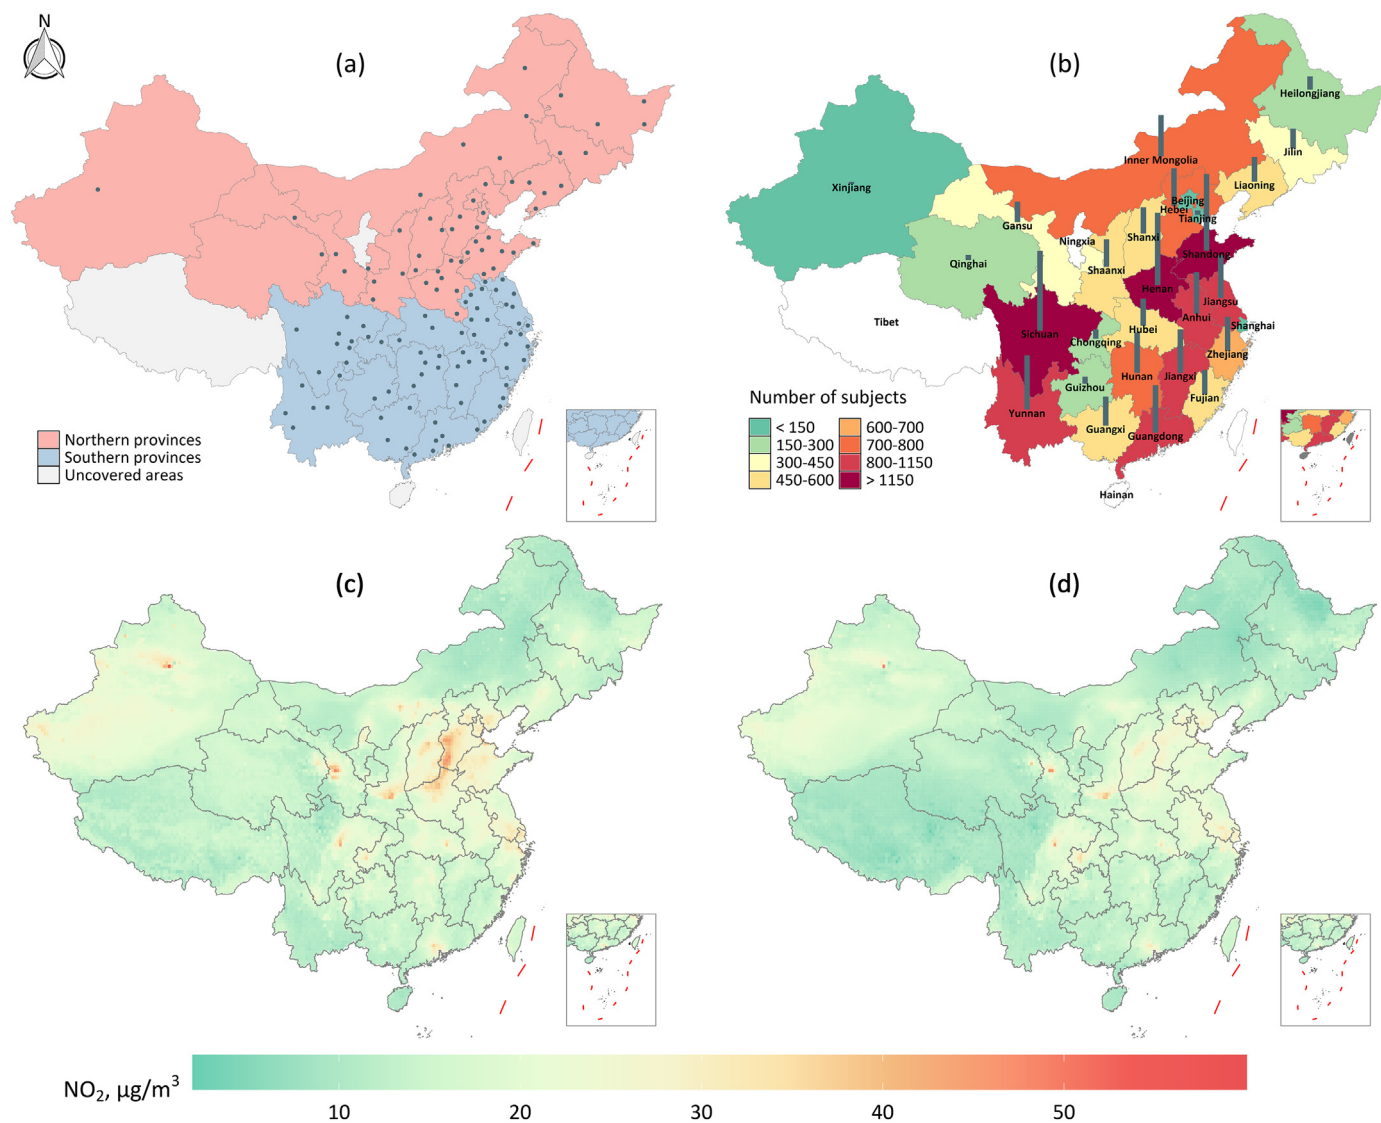 N
(a)
Northern provinces
Southern provinces
Uncovered areas
(b)
Heilongjiang
Jilin
Inner Mongolia
Liaoning
Xinjiang
Beijing
Hebei
Tianjing
Gansu
Shanxi
Ningxia
Shandong
Qinghai
Shaanxi
Henan
Jiangsu
Anhui
Tibet
Shanghai
Hubei
Sichuan
Chongqing
Zhejiang
Hunan
Jiangxi
Guizhou
Fujian
Yunnan
Guangxi
Guangdong
Hainan
Number of subjects
< 150
150-300
300-450
450-600
600-700
700-800
800-1150
> 1150
(c)
(d)
NO2, µg/m3
10 20 30 40 50